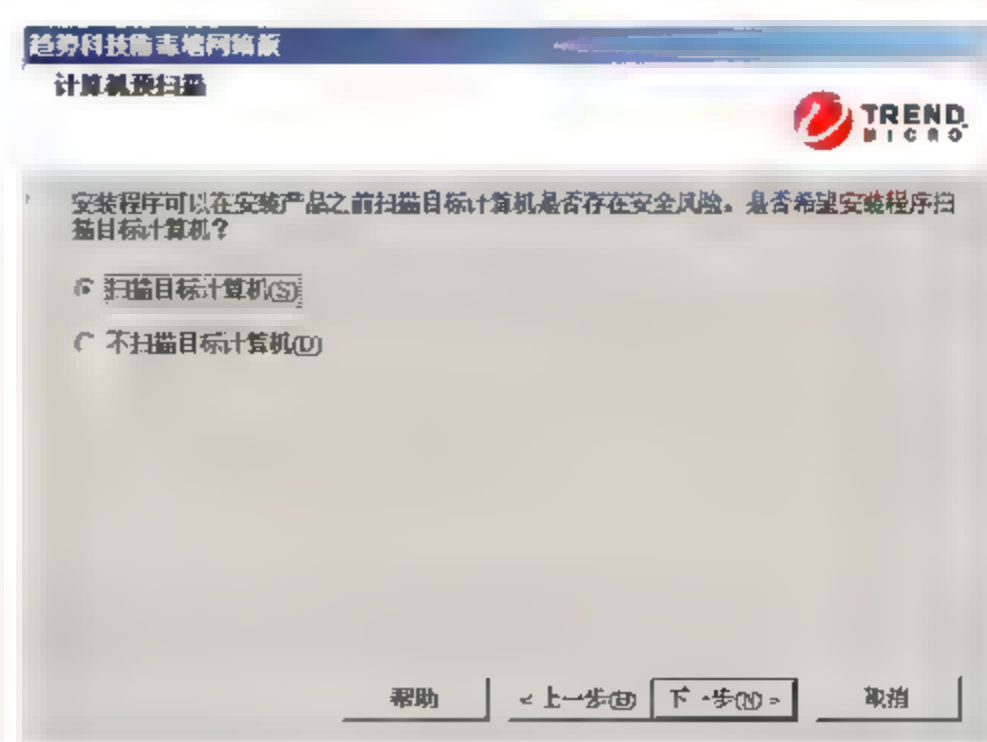 趋势科技防毒墙网络版
计算机预扫描
TREND
MICRO
安装程序可以在安装产品之前扫描目标计算机是否存在安全风险。是否希望安装程序扫
描目标计算机？
扫描目标计算机(S)
不扫描目标计算机(D)
帮助
< 上一步(B)
下一步(N) >
取消